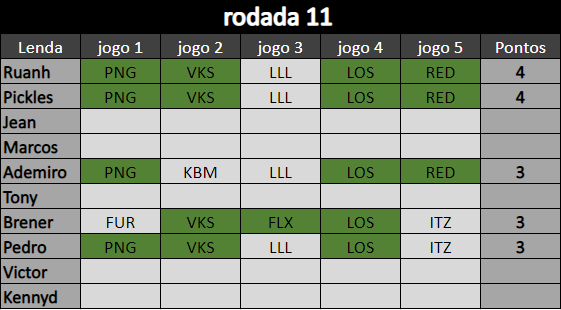 rodada 11
Lenda jogo 1 jogo 2 jogo 3 jogo 4 jogo 5 Pontos
Ruanh PNG VKS LLL LOS RED 4
Pickles PNG VKS LLL LOS RED 4
Jean
Marcos
Ademiro PNG KBM LLL LOS RED 3
Tony
Brener FUR VKS FLX LOS ITZ 3
Pedro PNG VKS LLL LOS ITZ 3
Victor
Kennyd